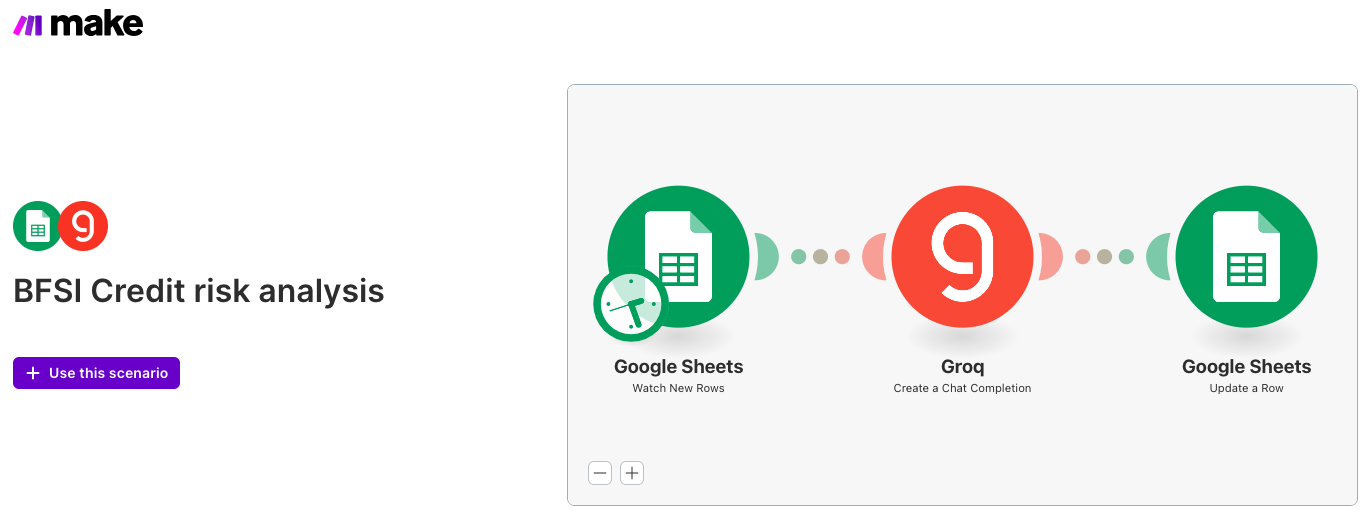 make
BFSI Credit risk analysis
Use this scenario
Google Sheets
Watch New Rows
Groq
Create a Chat Completion
Google Sheets
Update a Row